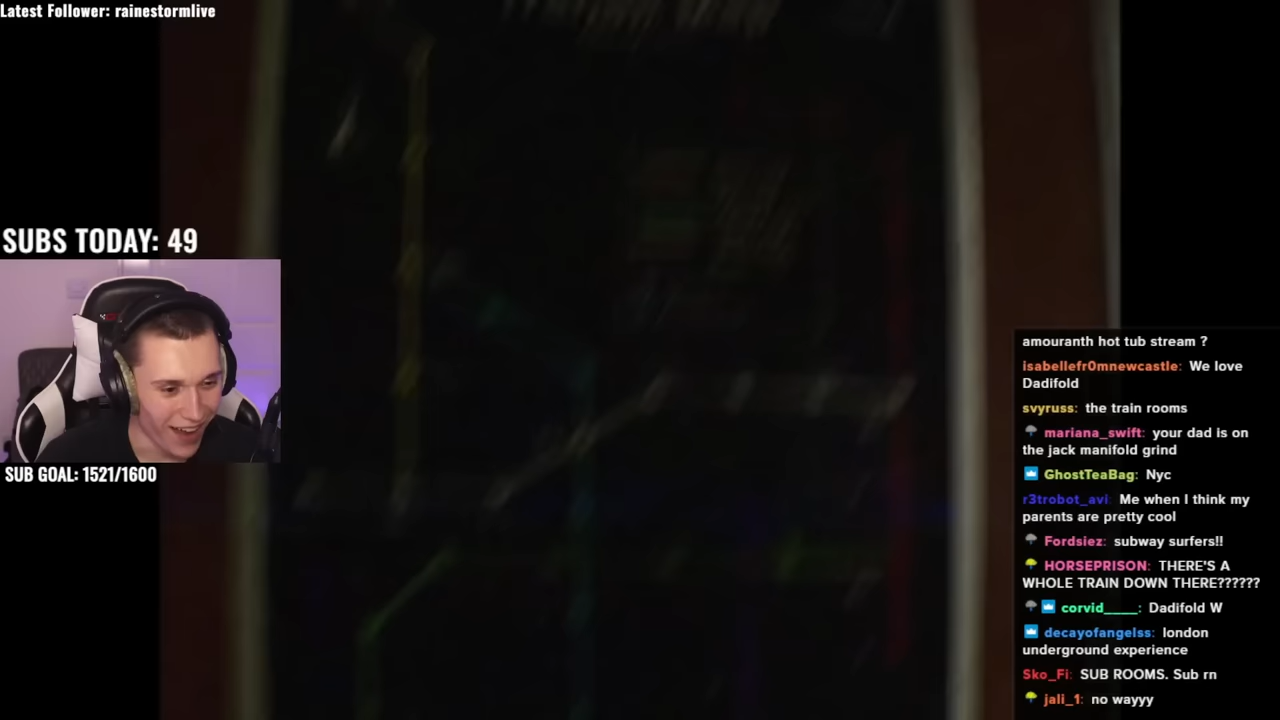 Latest Follower: rainestormlive
SUBS TODAY: 49
SUB GOAL: 1521/1600
amouranth hot tub stream ?
isabellefr0mnewcastle: We love
Dadifold
svyruss: the train rooms
mariana_swift: your dad is on
the jack manifold grind
GhostTeaBag: Nyc
r3trobot_avi: Me when I think my
parents are pretty cool
Fordsiez: subway surfers!!
HORSEPRISON: THERE'S A
WHOLE TRAIN DOWN THERE??????
corvid____: Dadifold W
decayofangelss: london
underground experience
Sko_Fi: SUB ROOMS. Sub rn
jali_1: no wayyy